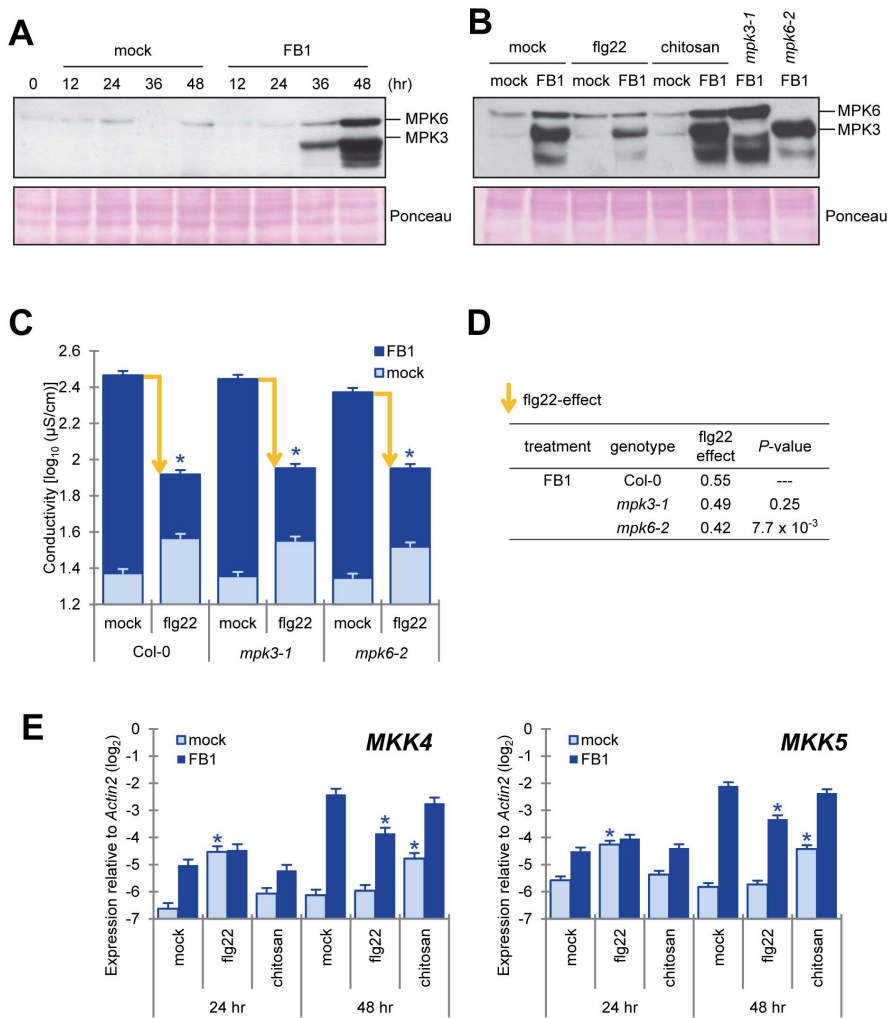 A
mock FB1
0 12 24 36 48 12 24 36 48 (hr)
MPK6
MPK3
Ponceau
B
mock flg22 chitosan mpk3-1 mpk6-2
mock FB1 mock FB1 mock FB1 FB1 FB1
MPK6
MPK3
Ponceau
C
Conductivity [log10 (μS/cm)]
2.6
2.4
2.2
2
1.8
1.6
1.4
1.2
FB1
mock
* * *
mock flg22 mock flg22 mock flg22
Col-0 mpk3-1 mpk6-2
D
flg22-effect
treatment genotype flg22 effect P-value
FB1 Col-0 0.55 ---
mpk3-1 0.49 0.25
mpk6-2 0.42 7.7 x 10-3
E
Expression relative to Actin2 (log2)
0
-1
-2
-3
-4
-5
-6
-7
mock
FB1
MKK4
* * *
mock flg22 chitosan mock flg22 chitosan
24 hr 48 hr
Expression relative to Actin2 (log2)
0
-1
-2
-3
-4
-5
-6
-7
mock
FB1
MKK5
* * *
mock flg22 chitosan mock flg22 chitosan
24 hr 48 hr